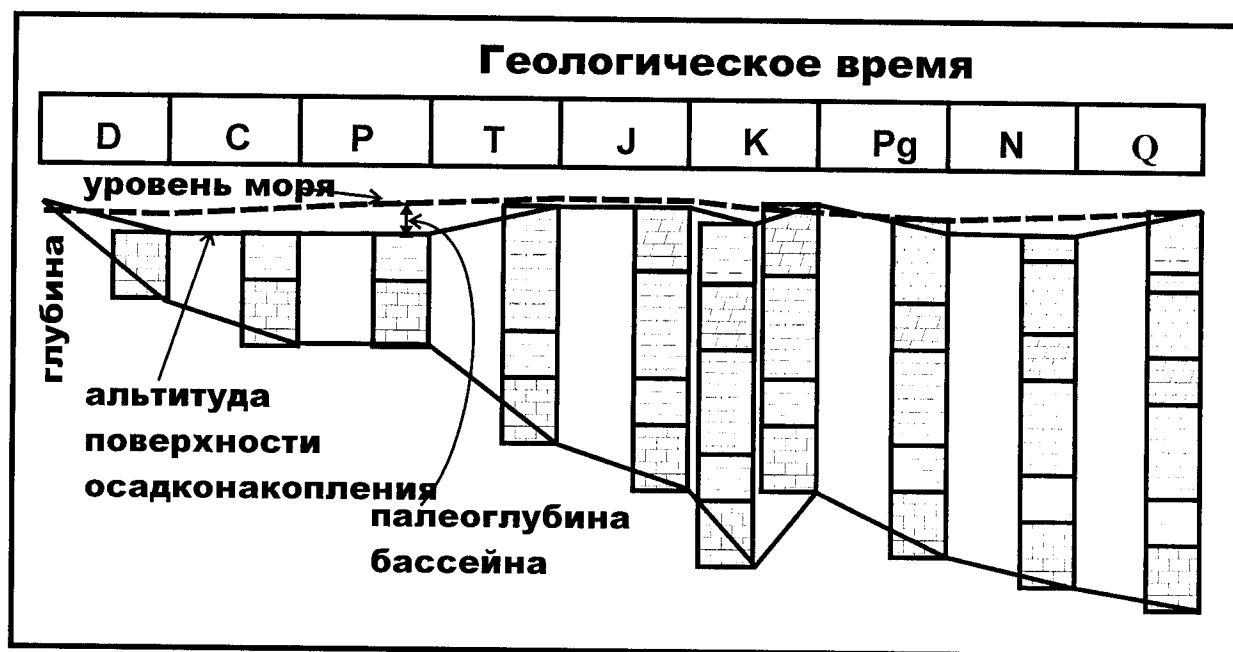 Геологическое время
D C P T J K Pg N Q
уровень моря
глубина
альтитуда
поверхности
осадконакопления
палеоглубина
бассейна